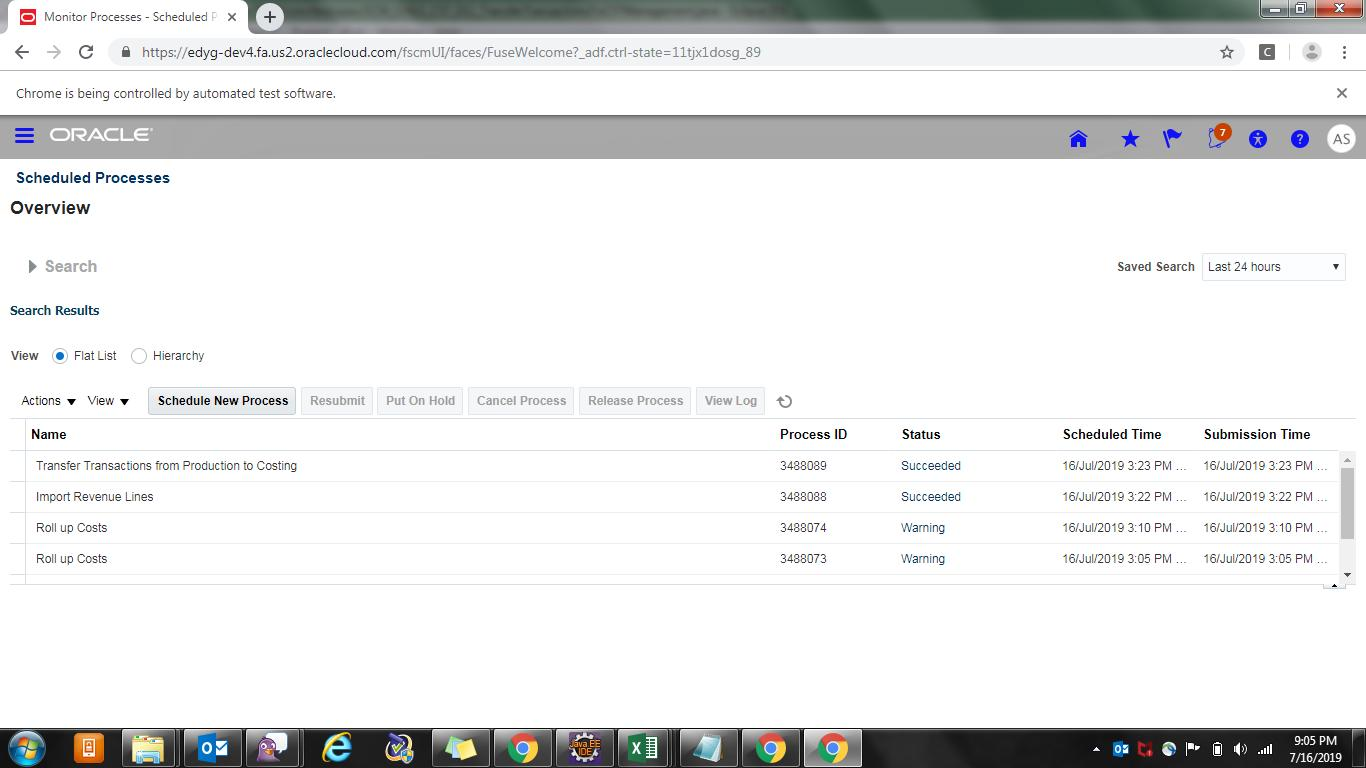 Monitor Processes - Scheduled P
https://edyg-dev4.fa.us2.oraclecloud.com/fscmUI/faces/FuseWelcome?_adf.ctrl-state=11tjx1dosg_89
C
Chrome is being controlled by automated test software.
ORACLE
7
AS
Scheduled Processes
Overview
Search
Saved Search Last 24 hours
Search Results
View Flat List Hierarchy
Actions View Schedule New Process Resubmit Put On Hold Cancel Process Release Process View Log
Name Process ID Status Scheduled Time Submission Time
Transfer Transactions from Production to Costing 3488089 Succeeded 16/Jul/2019 3:23 PM ... 16/Jul/2019 3:23 PM ...
Import Revenue Lines 3488088 Succeeded 16/Jul/2019 3:22 PM ... 16/Jul/2019 3:22 PM ...
Roll up Costs 3488074 Warning 16/Jul/2019 3:10 PM ... 16/Jul/2019 3:10 PM ...
Roll up Costs 3488073 Warning 16/Jul/2019 3:05 PM ... 16/Jul/2019 3:05 PM ...
Java EE
IDE
9:05 PM
7/16/2019